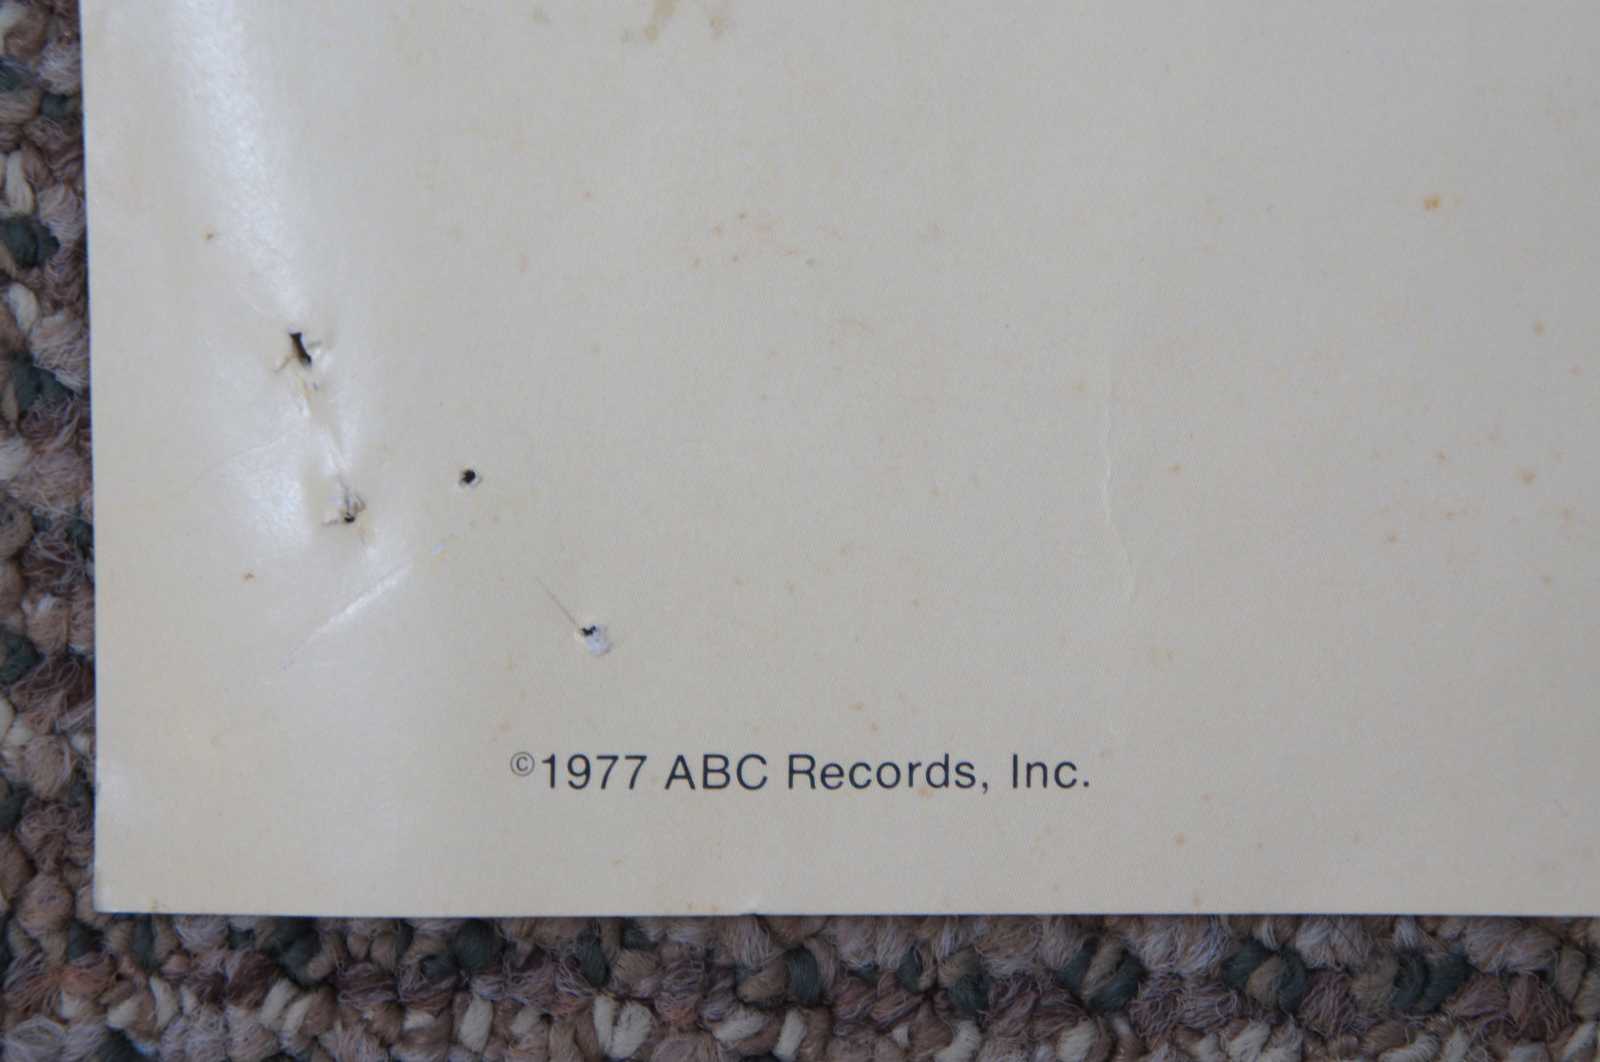 ©1977 ABC Records, Inc.